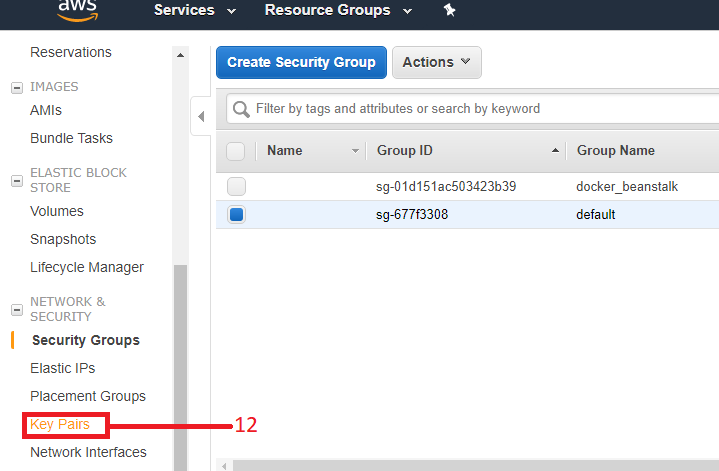 aws
Services
Resource Groups
Reservations
IMAGES
AMIs
Bundle Tasks
ELASTIC BLOCK
STORE
Volumes
Snapshots
Lifecycle Manager
NETWORK &
SECURITY
Security Groups
Elastic IPs
Placement Groups
Key Pairs
12
Network Interfaces
Create Security Group
Actions
Filter by tags and attributes or search by keyword
Name Group ID Group Name
sg-01d151ac503423b39 docker_beanstalk
sg-677f3308 default